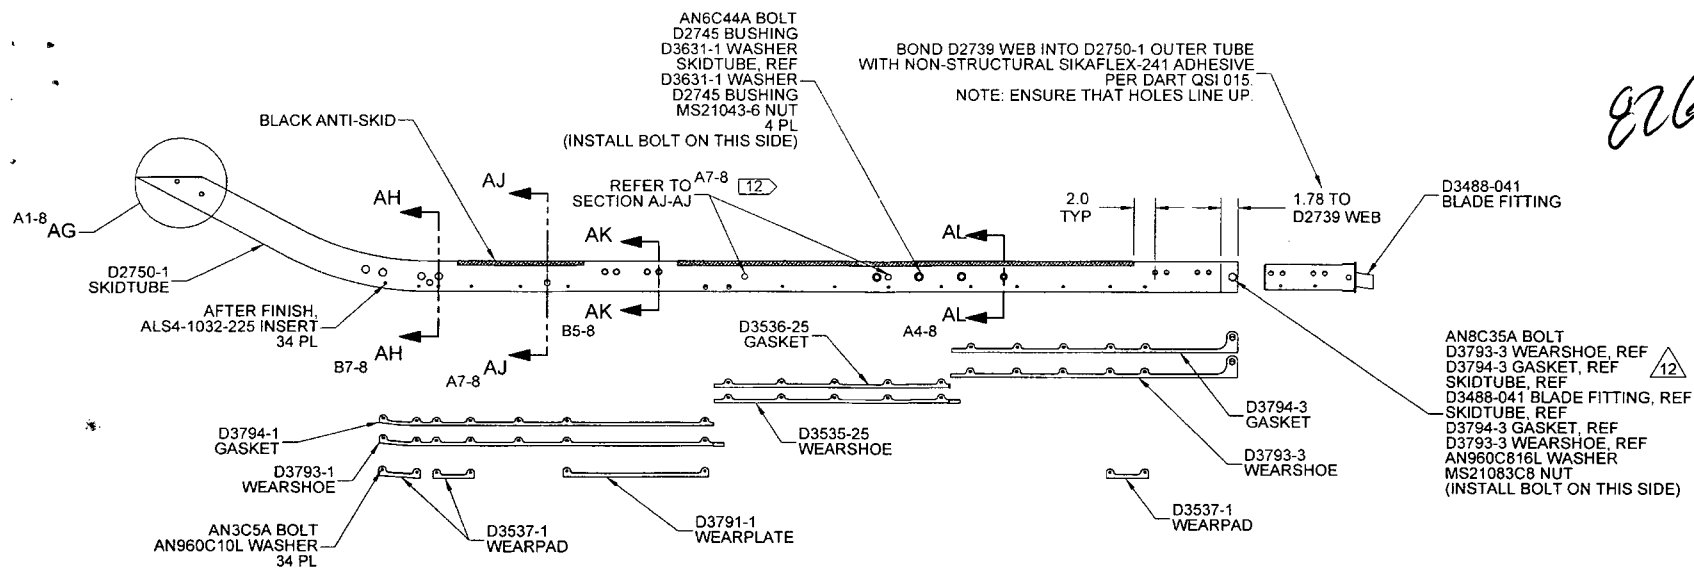 AN6C44A BOLT
D2745 BUSHING
D3631-1 WASHER
SKIDTUBE, REF
D3631-1 WASHER
D2745 BUSHING
MS21043-6 NUT
4 PL
(INSTALL BOLT ON THIS SIDE)
BOND D2739 WEB INTO D2750-1 OUTER TUBE
WITH NON-STRUCTURAL SIKAFLEX-241 ADHESIVE
PER DART QSI 015.
NOTE: ENSURE THAT HOLES LINE UP.
BLACK ANTI-SKID
A1-8 AG
D2750-1
SKIDTUBE
AFTER FINISH,
ALS4-1032-225 INSERT
34 PL
AH
AH
B7-8
AJ
AJ
A7-8
AK
AK
B5-8
REFER TO
SECTION AJ-AJ
A7-8
12
AL
AL
A4-8
2.0
TYP
1.78 TO
D2739 WEB
D3488-041
BLADE FITTING
AN8C35A BOLT
D3793-3 WEARSHOE, REF
D3794-3 GASKET, REF
SKIDTUBE, REF
D3488-041 BLADE FITTING, REF
SKIDTUBE, REF
D3794-3 GASKET, REF
D3793-3 WEARSHOE, REF
AN960C816L WASHER
MS21083C8 NUT
(INSTALL BOLT ON THIS SIDE)
12
D3536-25
GASKET
D3535-25
WEARSHOE
D3794-3
GASKET
D3793-3
WEARSHOE
D3794-1
GASKET
D3793-1
WEARSHOE
AN3C5A BOLT
AN960C10L WASHER
34 PL
D3537-1
WEARPAD
D3791-1
WEARPLATE
D3537-1
WEARPAD